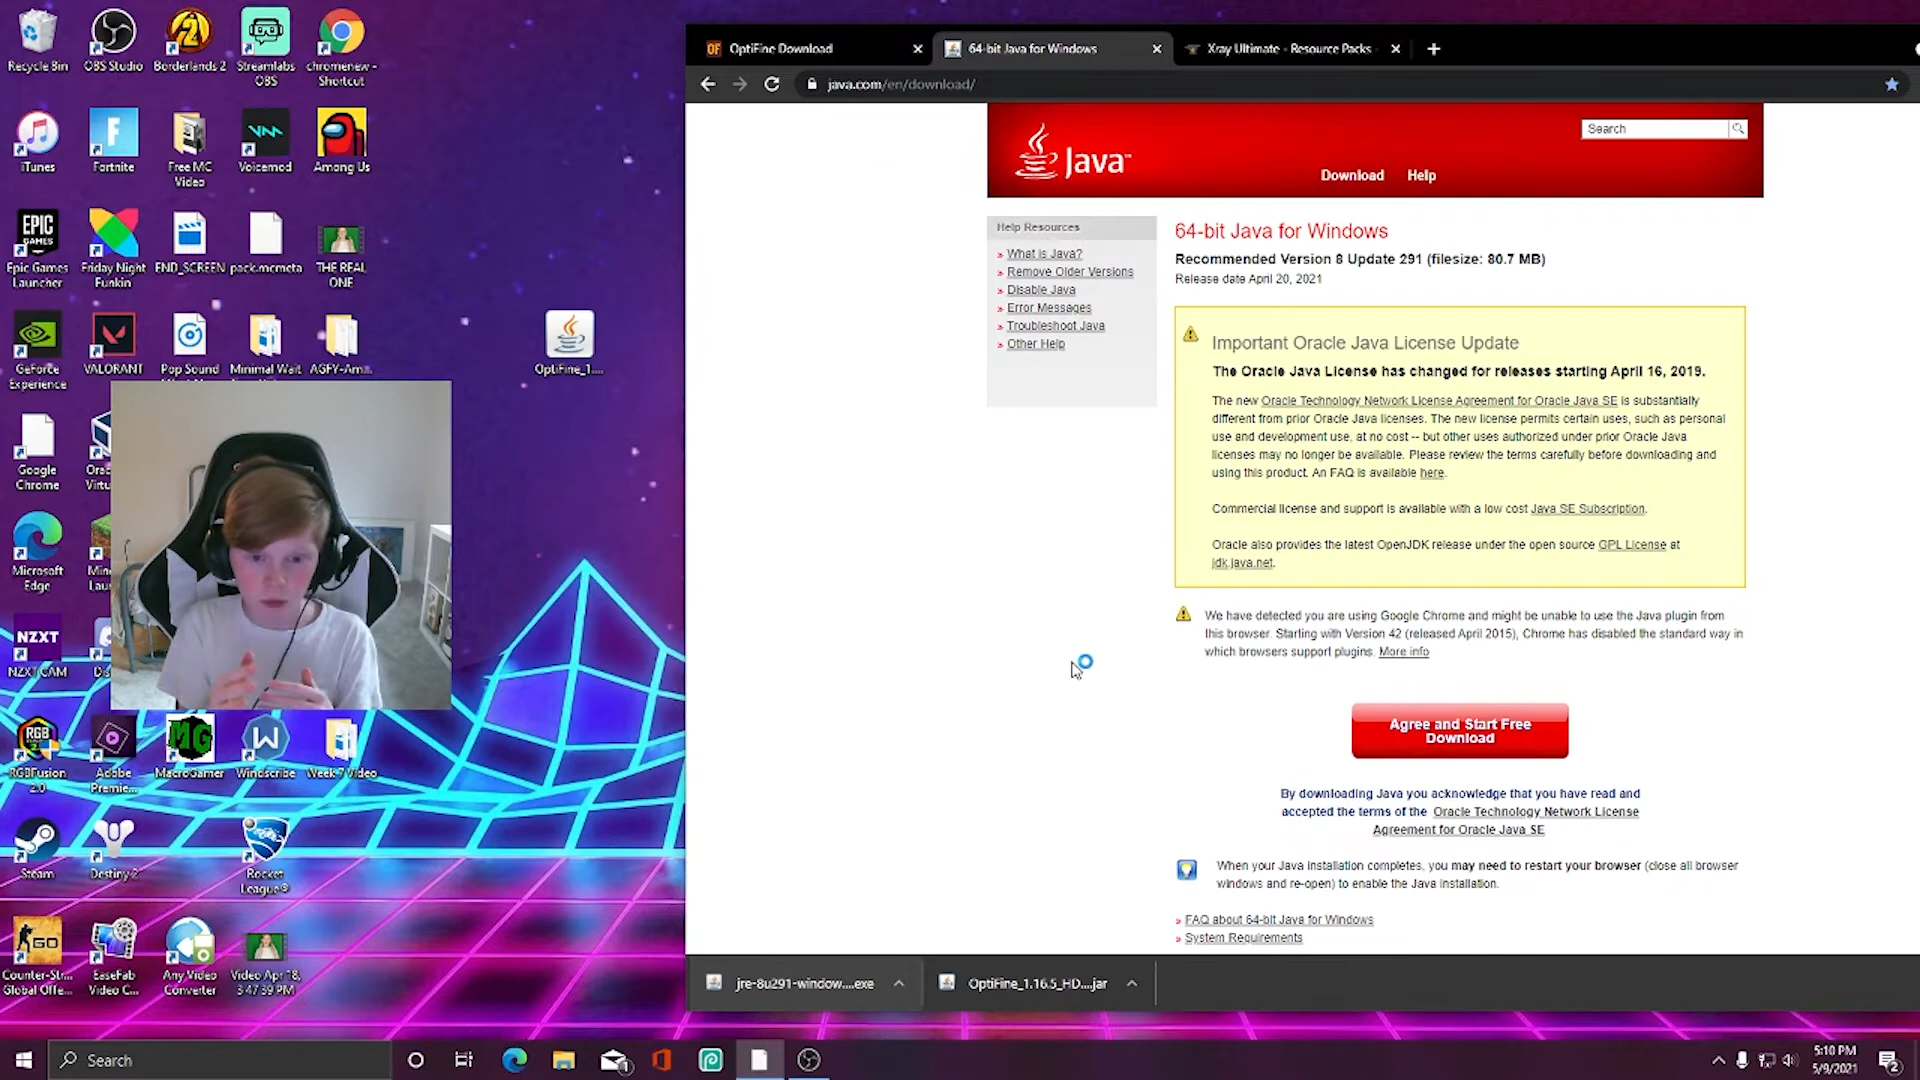 Recycle Bin
OBS Studio
Borderlands 2
Streamlabs
OBS
chromenew -
Shortcut
iTunes
Fortnite
Free MC
Video
Voicemod
Among Us
EPIC
GAMES
Epic Games
Launcher
Friday Night
Funkin
END_SCREEN
pack.mcmeta
THE REAL
ONE
GeForce
Experience
VALORANT
Pop Sound
Minimal Wait
AGFY-Am...
OptiFine_1....
Google
Chrome
Orac
Virtu
Microsoft
Edge
Laun
NZXT
NZXT CAM
RGB
RGBFusion
2.0
Adobe
Premie...
MG
MacroGamer
Windscribe
Week 7 Video
Steam
Destiny 2
Rocket
League®
GO
Counter-Str...
Global Offe...
EaseFab
Video C...
Any Video
Converter
Video Apr 18,
3:47:39 PM
OF OptiFine Download
64-bit Java for Windows
Xray Ultimate - Resource Packs
java.com/en/download/
Java™
Search
Download
Help
Help Resources
» What is Java?
» Remove Older Versions
» Disable Java
» Error Messages
» Troubleshoot Java
» Other Help
64-bit Java for Windows
Recommended Version 8 Update 291 (filesize: 80.7 MB)
Release date April 20, 2021
Important Oracle Java License Update
The Oracle Java License has changed for releases starting April 16, 2019.
The new Oracle Technology Network License Agreement for Oracle Java SE is substantially
different from prior Oracle Java licenses. The new license permits certain uses, such as personal
use and development use, at no cost -- but other uses authorized under prior Oracle Java
licenses may no longer be available. Please review the terms carefully before downloading and
using this product. An FAQ is available here.
Commercial license and support is available with a low cost Java SE Subscription.
Oracle also provides the latest OpenJDK release under the open source GPL License at
jdk.java.net.
We have detected you are using Google Chrome and might be unable to use the Java plugin from
this browser. Starting with Version 42 (released April 2015), Chrome has disabled the standard way in
which browsers support plugins. More info
Agree and Start Free
Download
By downloading Java you acknowledge that you have read and
accepted the terms of the Oracle Technology Network License
Agreement for Oracle Java SE
When your Java installation completes, you may need to restart your browser (close all browser
windows and re-open) to enable the Java installation.
» FAQ about 64-bit Java for Windows
» System Requirements
jre-8u291-window....exe
OptiFine_1.16.5_HD....jar
Search
5:10 PM
5/9/2021
2